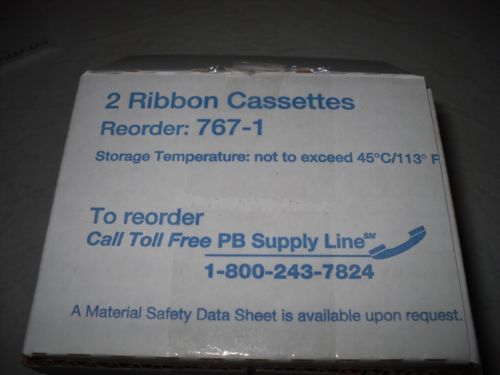 2 Ribbon Cassettes
Reorder: 767-1
Storage Temperature: not to exceed 45°C/113° F
To reorder
Call Toll Free PB Supply Line℠
1-800-243-7824
A Material Safety Data Sheet is available upon request.